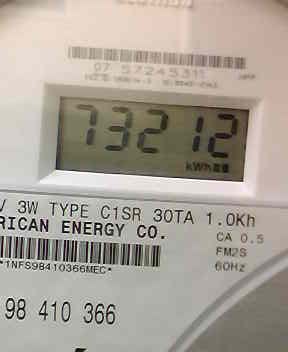 07 57245311
73212
kWh
V 3W TYPE C1SR 30TA 1.0Kh
RICAN ENERGY CO.
CA 0.5
FM2S
60Hz
*1NFS98410366MEC*
98 410 366